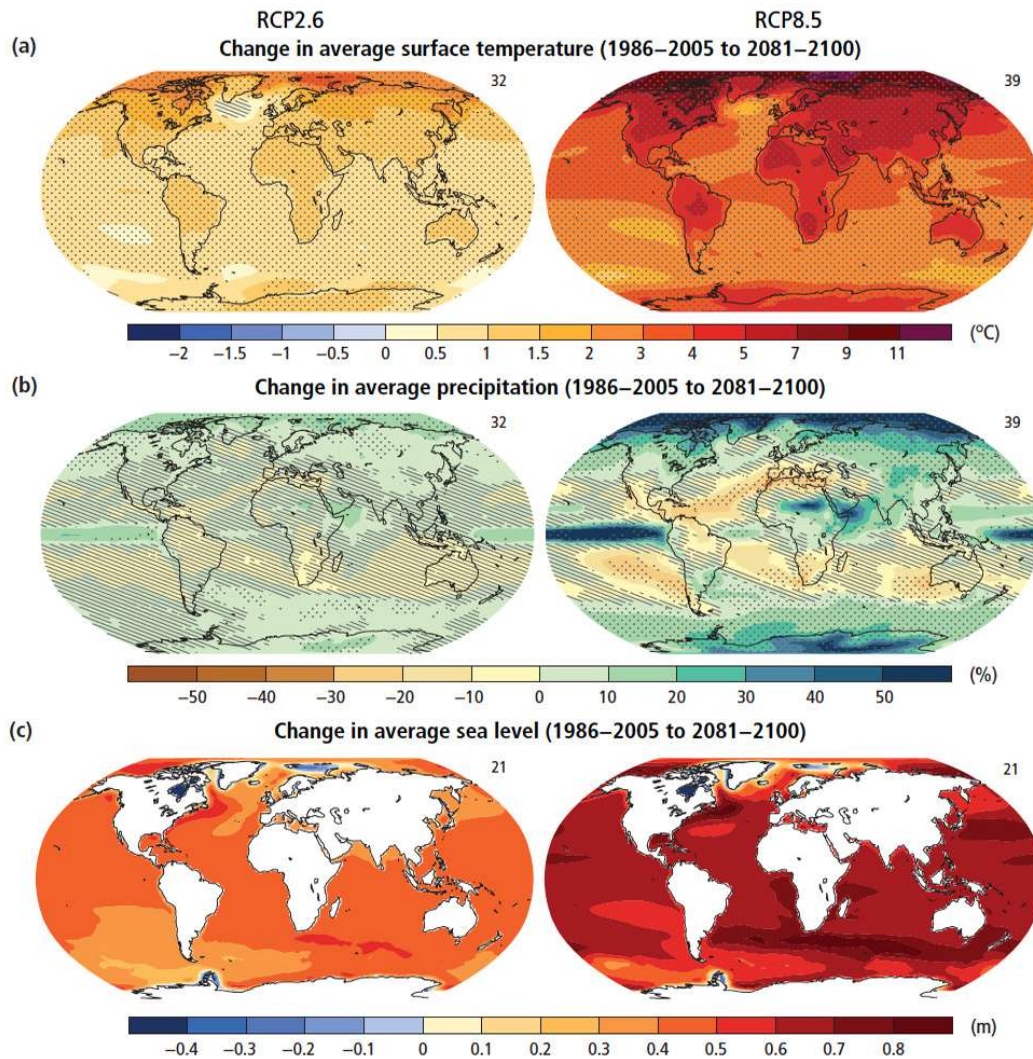 RCP2.6 RCP8.5
(a) Change in average surface temperature (1986–2005 to 2081–2100)
32 39
−2 −1.5 −1 −0.5 0 0.5 1 1.5 2 3 4 5 7 9 11 (°C)
(b) Change in average precipitation (1986–2005 to 2081–2100)
32 39
−50 −40 −30 −20 −10 0 10 20 30 40 50 (%)
(c) Change in average sea level (1986–2005 to 2081–2100)
21 21
−0.4 −0.3 −0.2 −0.1 0 0.1 0.2 0.3 0.4 0.5 0.6 0.7 0.8 (m)